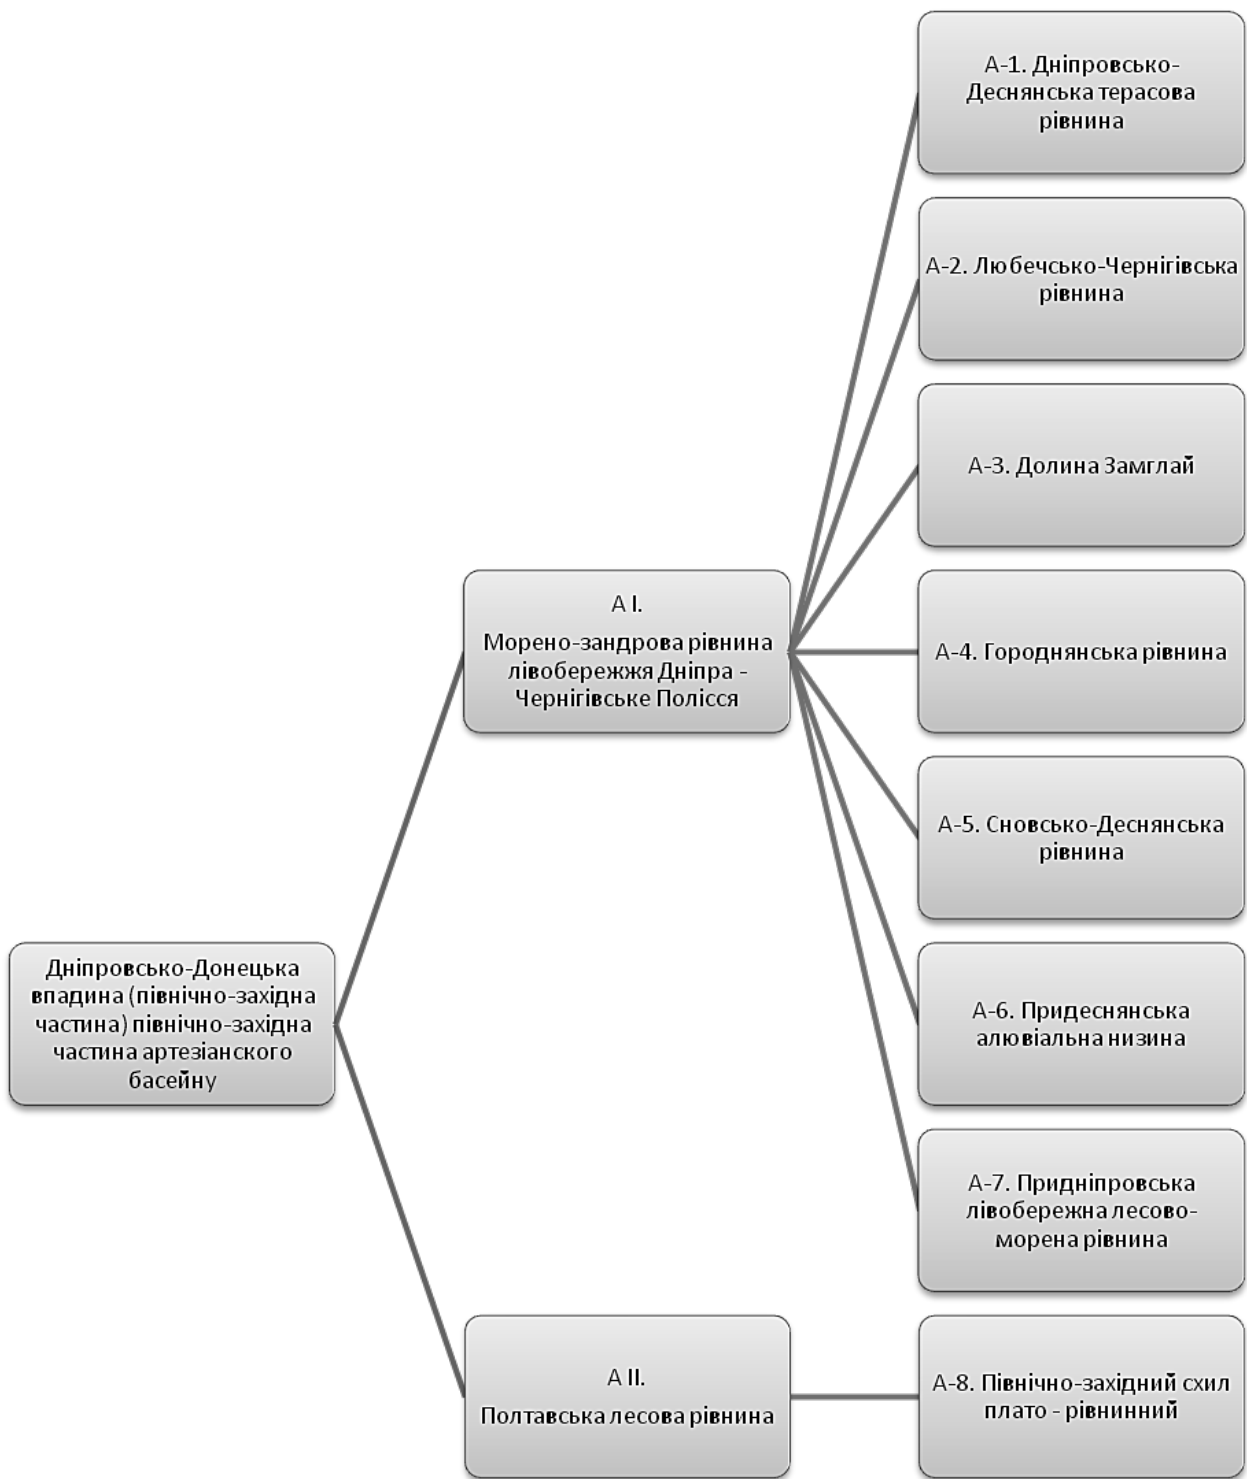 А-1. Дніпровсько-
Деснянська терасова
рівнина
А-2. Любечсько-Чернігівська
рівнина
А-3. Долина Замглай
А І.
Морено-зандрова рівнина
лівобережжя Дніпра -
Чернігівське Полісся
А-4. Городнянська рівнина
А-5. Сновсько-Деснянська
рівнина
Дніпровсько-Донецька
впадина (північно-західна
частина) північно-західна
частина артезіанского
басейну
А-6. Придеснянська
алювіальна низина
А-7. Придніпровська
лівобережна лесово-
морена рівнина
А ІІ.
Полтавська лесова рівнина
А-8. Північно-західний схил
плато - рівнинний